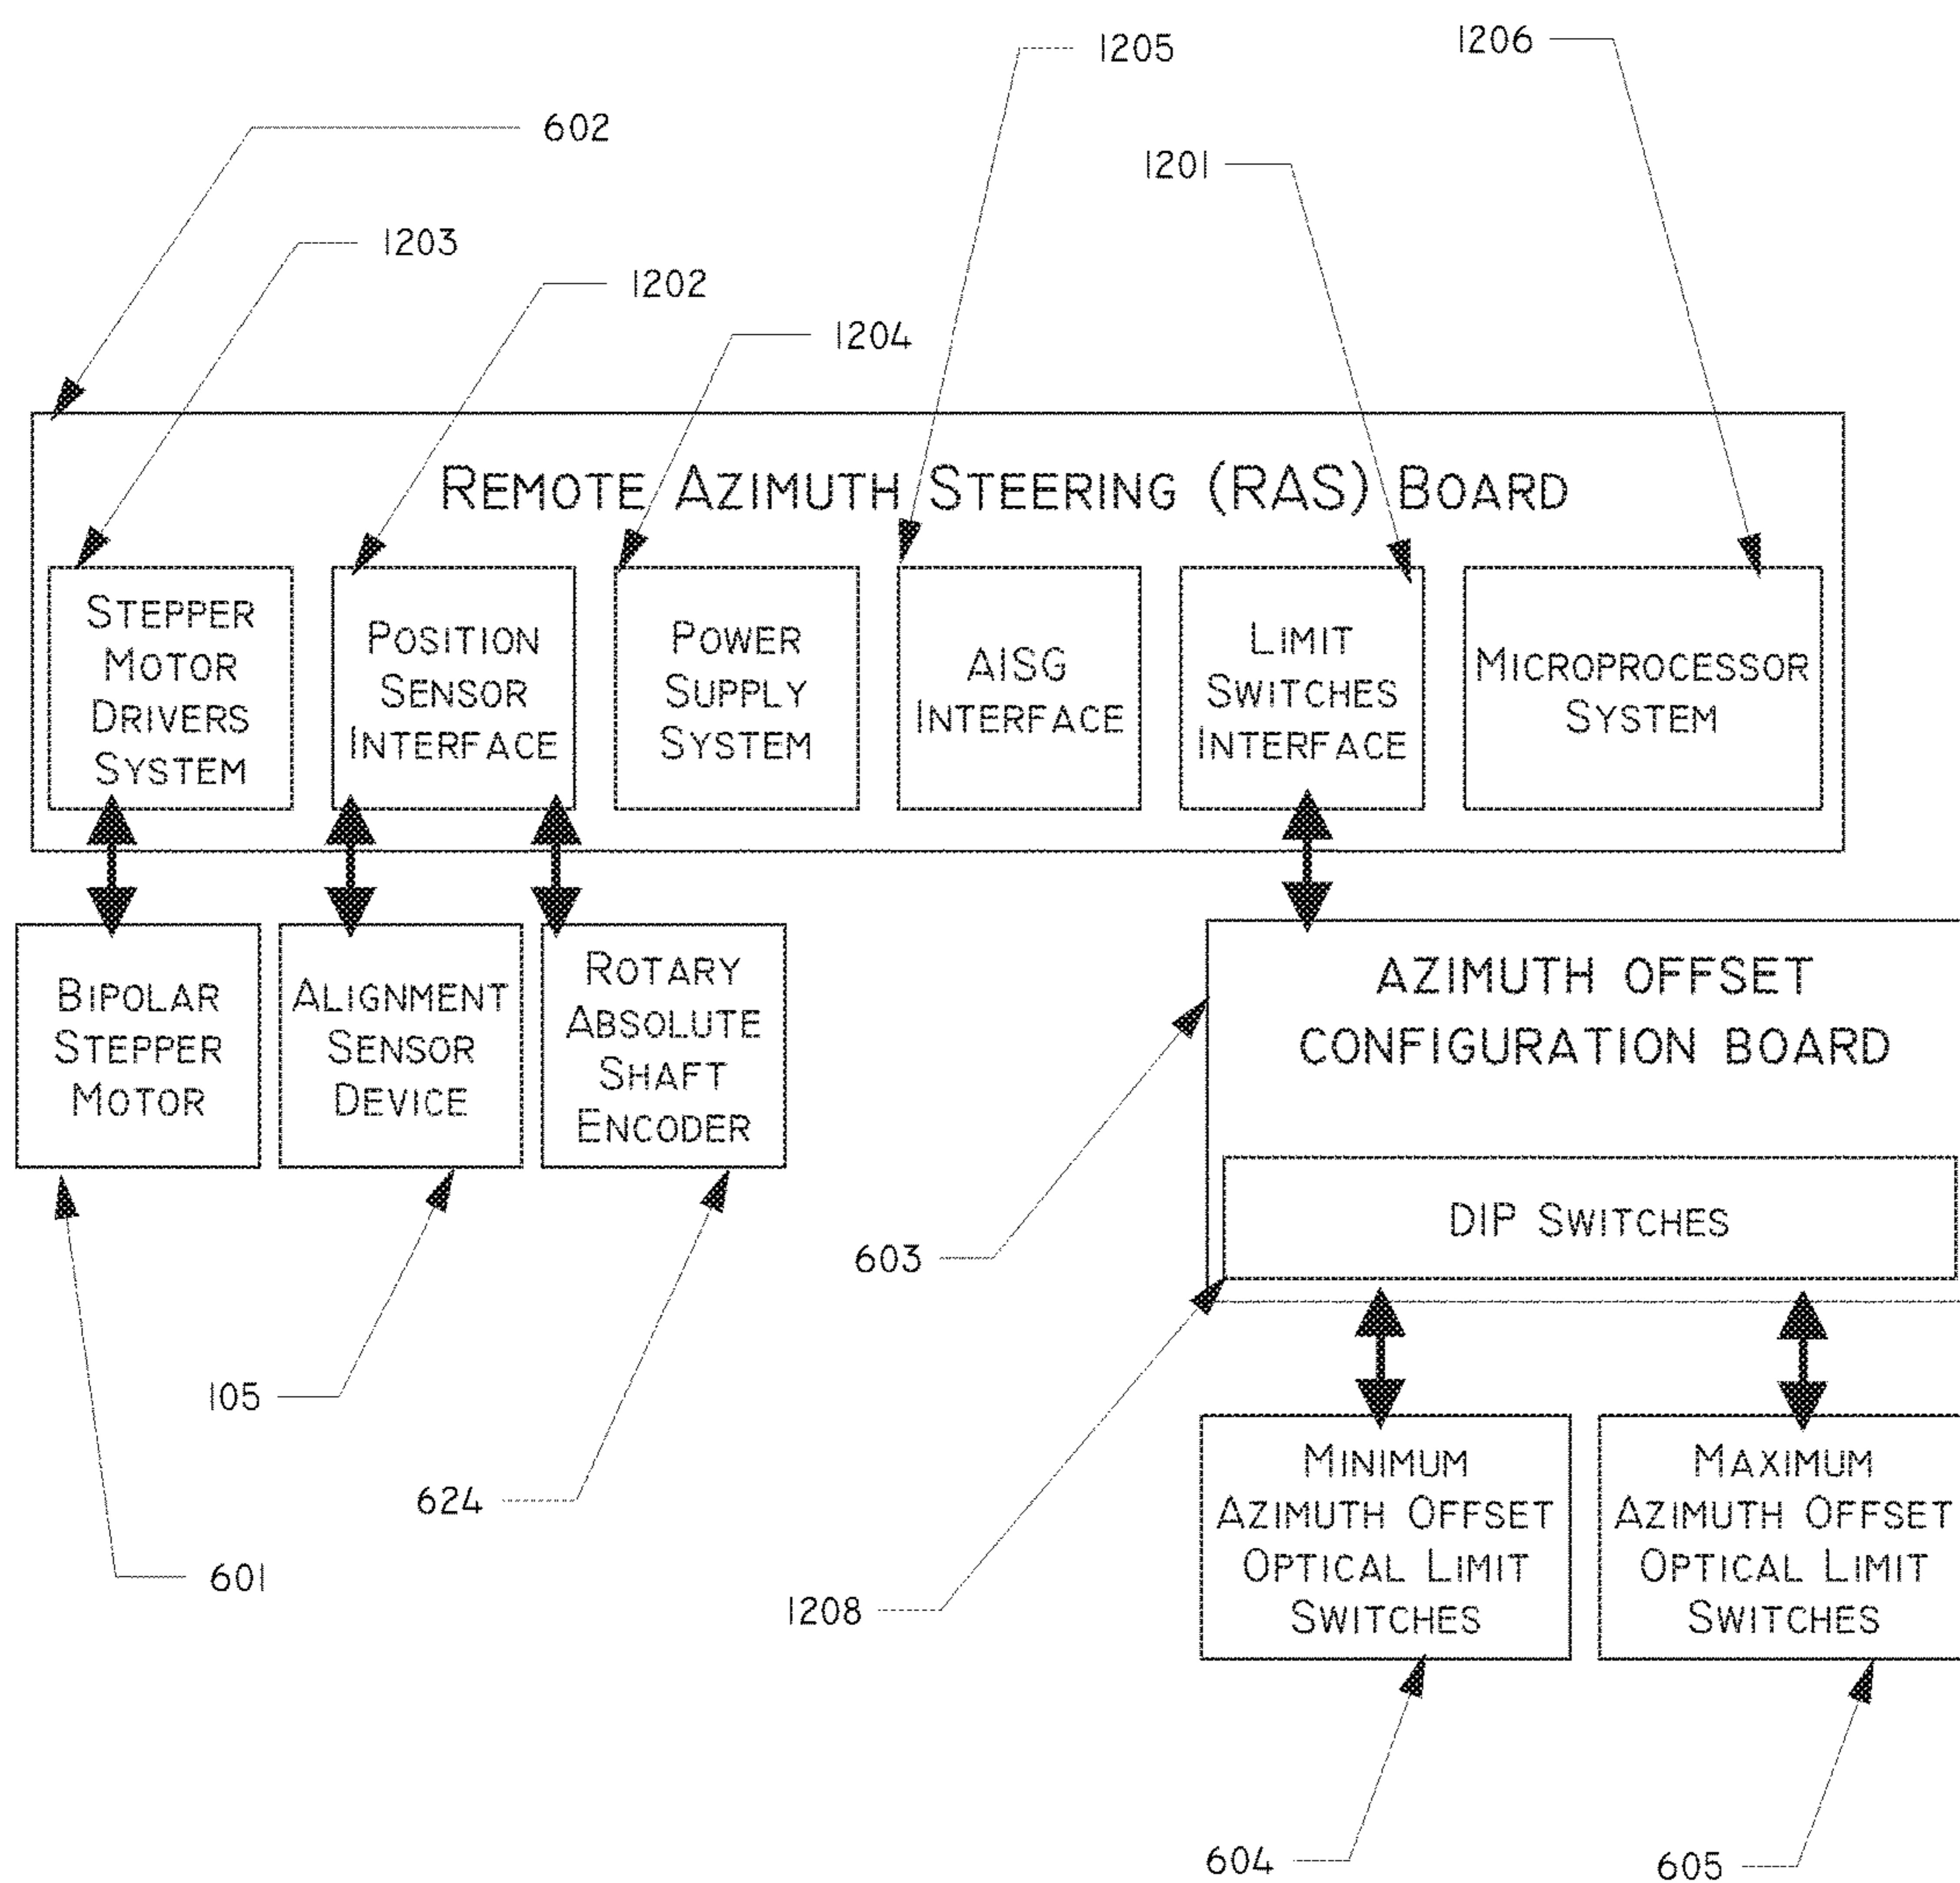 1205
1206
602
1201
1203
1202
1204
REMOTE AZIMUTH STEERING (RAS) BOARD
STEPPER
MOTOR
DRIVERS
SYSTEM
POSITION
SENSOR
INTERFACE
POWER
SUPPLY
SYSTEM
AISG
INTERFACE
LIMIT
SWITCHES
INTERFACE
MICROPROCESSOR
SYSTEM
BIPOLAR
STEPPER
MOTOR
ALIGNMENT
SENSOR
DEVICE
ROTARY
ABSOLUTE
SHAFT
ENCODER
AZIMUTH OFFSET
CONFIGURATION BOARD
DIP SWITCHES
603
105
624
601
1208
MINIMUM
AZIMUTH OFFSET
OPTICAL LIMIT
SWITCHES
MAXIMUM
AZIMUTH OFFSET
OPTICAL LIMIT
SWITCHES
604
605